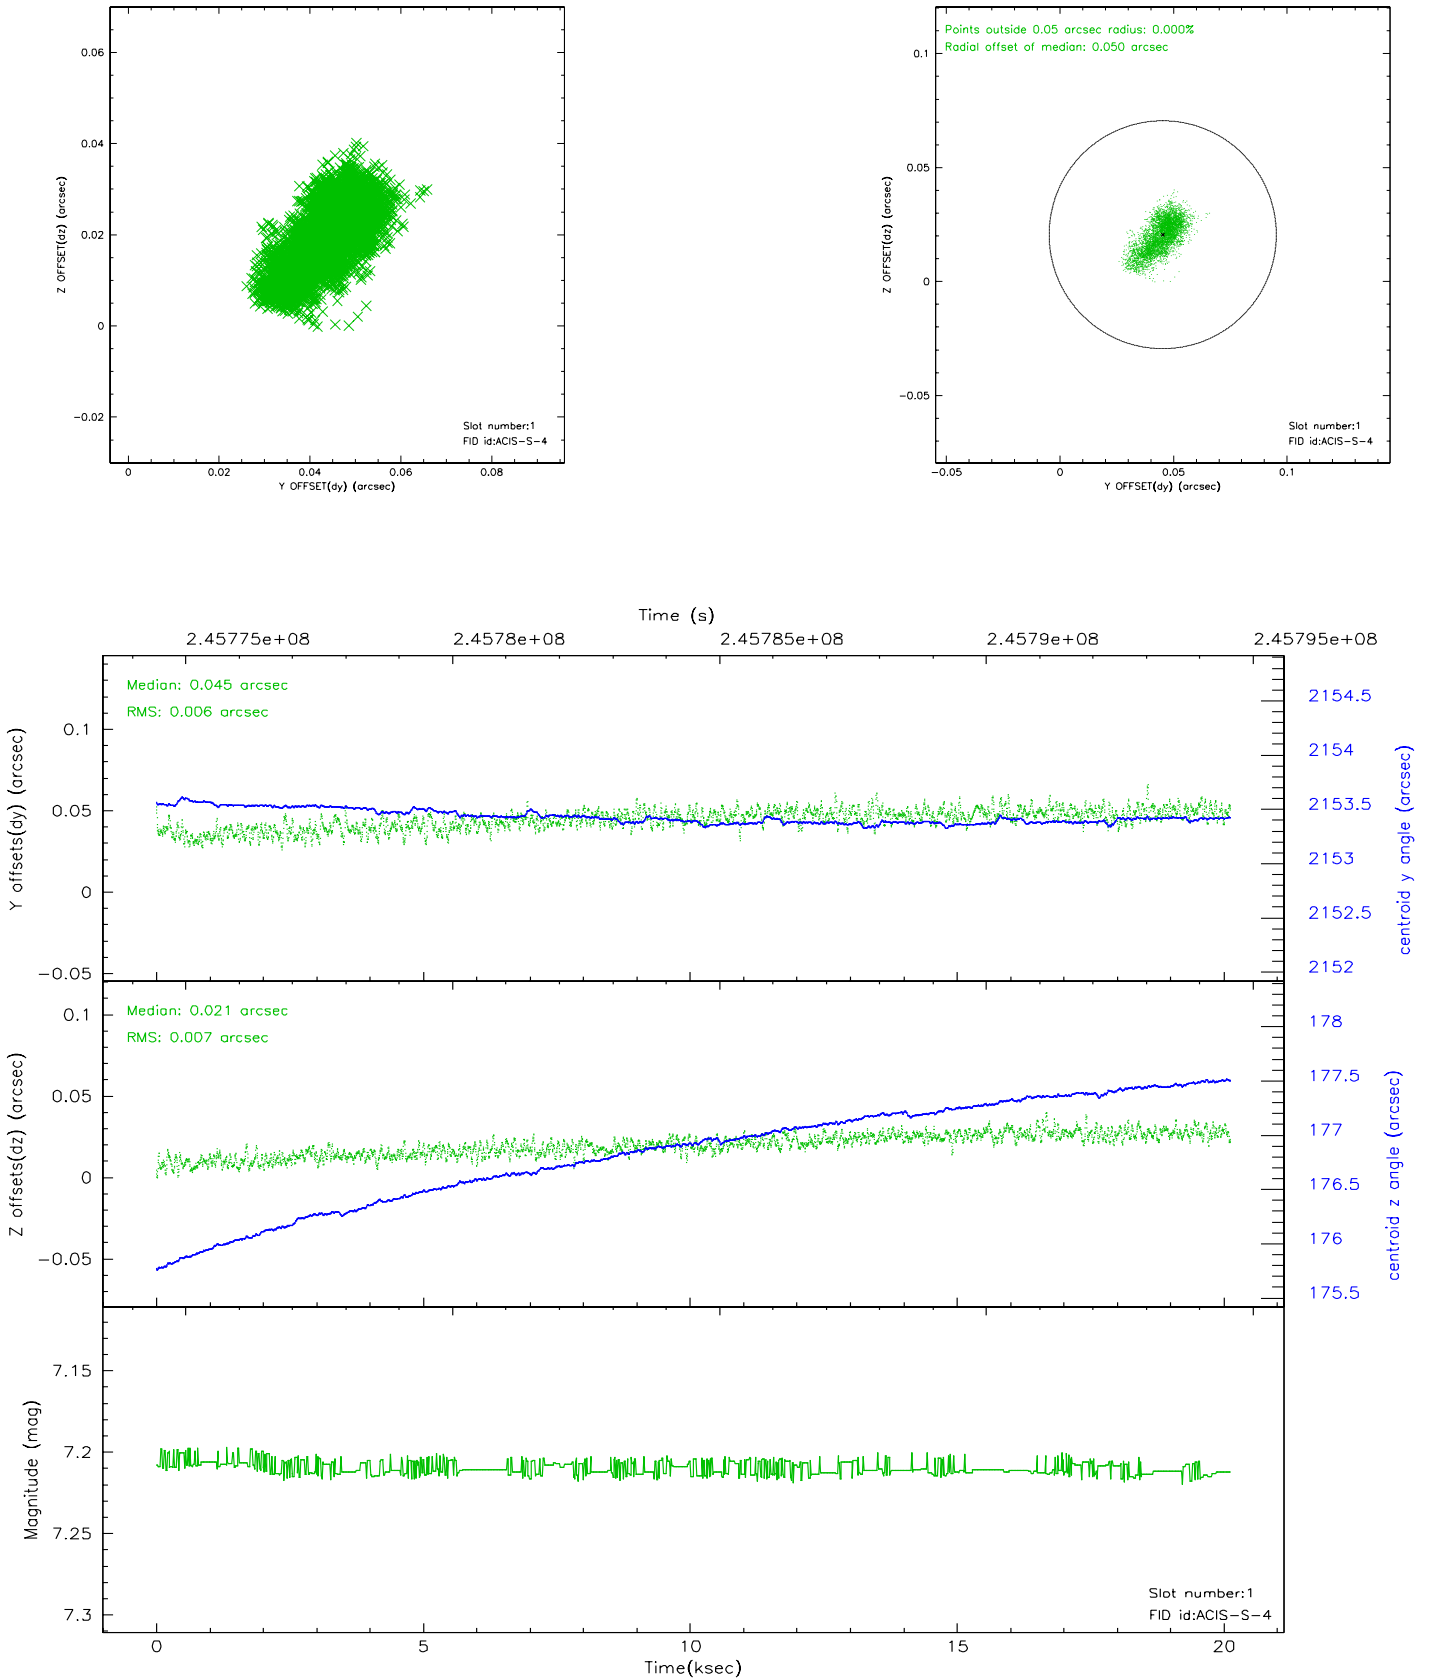 0.06
0.04
0.02
0
−0.02
Z OFFSET(dz) (arcsec)
Slot number:1
FID id:ACIS−S−4
0 0.02 0.04 0.06 0.08
Y OFFSET(dy) (arcsec)
Points outside 0.05 arcsec radius: 0.000%
Radial offset of median: 0.050 arcsec
0.1
0.05
0
−0.05
Z OFFSET(dz) (arcsec)
Slot number:1
FID id:ACIS−S−4
−0.05 0 0.05 0.1
Y OFFSET(dy) (arcsec)
Time (s)
2.45775e+08 2.4578e+08 2.45785e+08 2.4579e+08 2.45795e+08
Median: 0.045 arcsec
RMS: 0.006 arcsec
0.1
0.05
0
−0.05
Y offsets(dy) (arcsec)
2154.5
2154
2153.5
2153
2152.5
2152
centroid y angle (arcsec)
Median: 0.021 arcsec
RMS: 0.007 arcsec
0.1
0.05
0
−0.05
Z offsets(dz) (arcsec)
178
177.5
177
176.5
176
175.5
centroid z angle (arcsec)
7.15
7.2
7.25
7.3
Magnitude (mag)
Slot number:1
FID id:ACIS−S−4
0 5 10 15 20
Time(ksec)